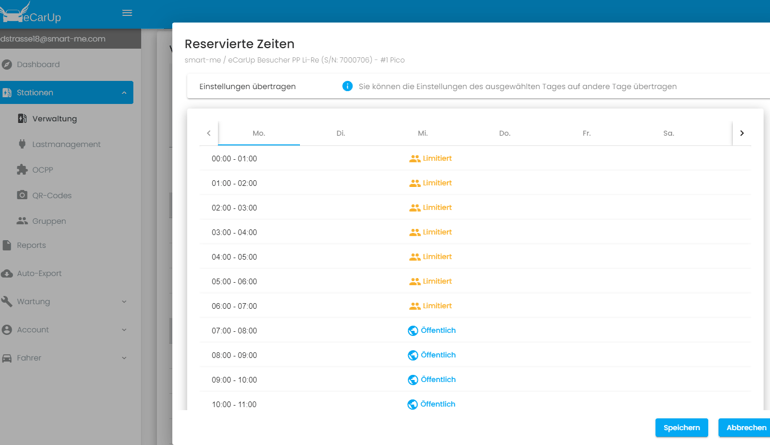 eCarUp
dstrasse18@smart-me.com
Dashboard
Stationen
Verwaltung
Lastmanagement
OCPP
QR-Codes
Gruppen
Reports
Auto-Export
Wartung
Account
Fahrer
Reservierte Zeiten
smart-me / eCarUp Besucher PP Li-Re (S/N: 7000706) - #1 Pico
Einstellungen übertragen
Sie können die Einstellungen des ausgewählten Tages auf andere Tage übertragen
Mo. Di. Mi. Do. Fr. Sa.
00:00 - 01:00 Limitiert
01:00 - 02:00 Limitiert
02:00 - 03:00 Limitiert
03:00 - 04:00 Limitiert
04:00 - 05:00 Limitiert
05:00 - 06:00 Limitiert
06:00 - 07:00 Limitiert
07:00 - 08:00 Öffentlich
08:00 - 09:00 Öffentlich
09:00 - 10:00 Öffentlich
10:00 - 11:00 Öffentlich
Speichern Abbrechen